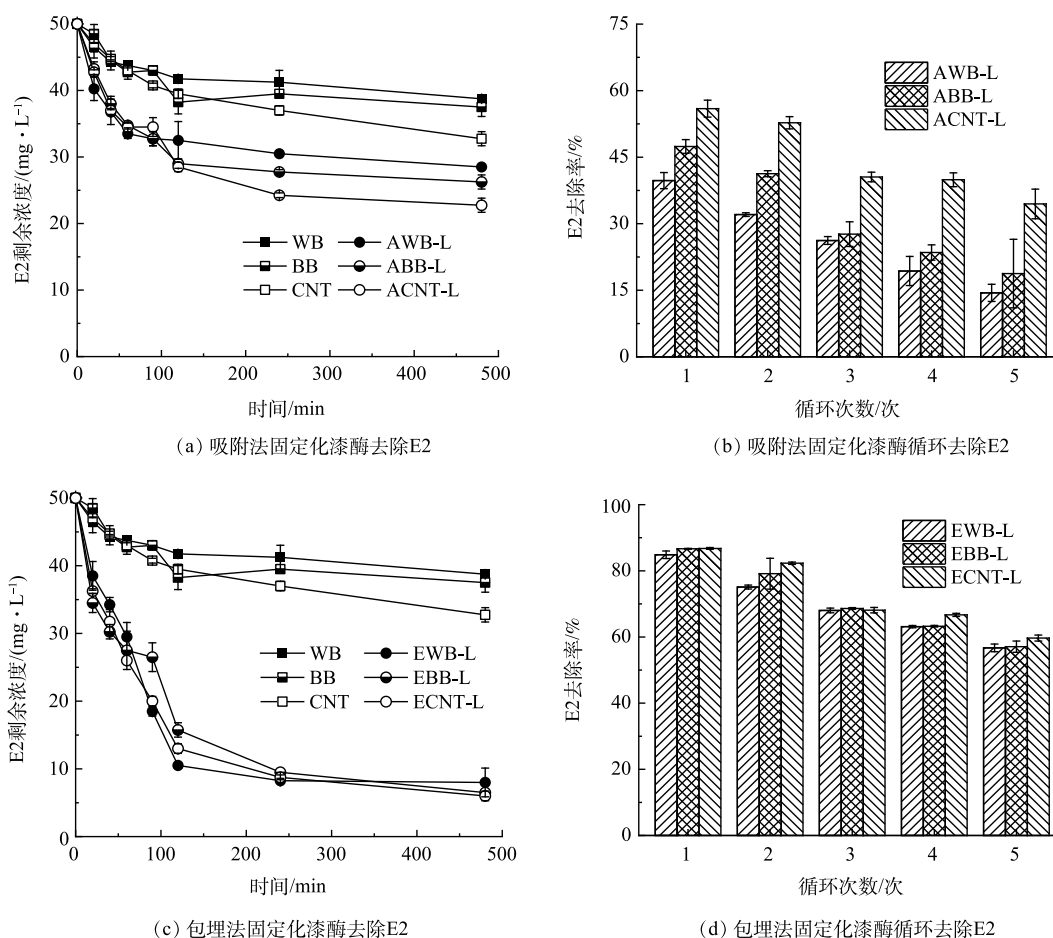 50
40
30
20
10
0
E2剩余浓度/(mg·L⁻¹)
WB
BB
CNT
AWB-L
ABB-L
ACNT-L
0
100
200
300
400
500
时间/min
(a) 吸附法固定化漆酶去除E2
75
60
45
30
15
0
E2去除率/%
AWB-L
ABB-L
ACNT-L
1
2
3
4
5
循环次数/次
(b) 吸附法固定化漆酶循环去除E2
50
40
30
20
10
0
E2剩余浓度/(mg·L⁻¹)
WB
BB
CNT
EWB-L
EBB-L
ECNT-L
0
100
200
300
400
500
时间/min
(c) 包埋法固定化漆酶去除E2
100
80
60
40
20
0
E2去除率/%
EWB-L
EBB-L
ECNT-L
1
2
3
4
5
循环次数/次
(d) 包埋法固定化漆酶循环去除E2